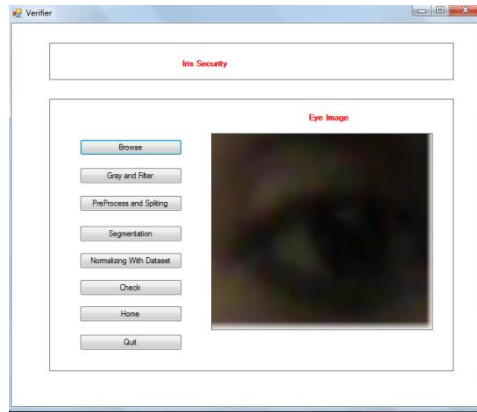 Verifier
Iris Security
Eye Image
Browse
Gray and Filter
PreProcess and Spliting
Segmentation
Normalizing With Dataset
Check
Home
Quit